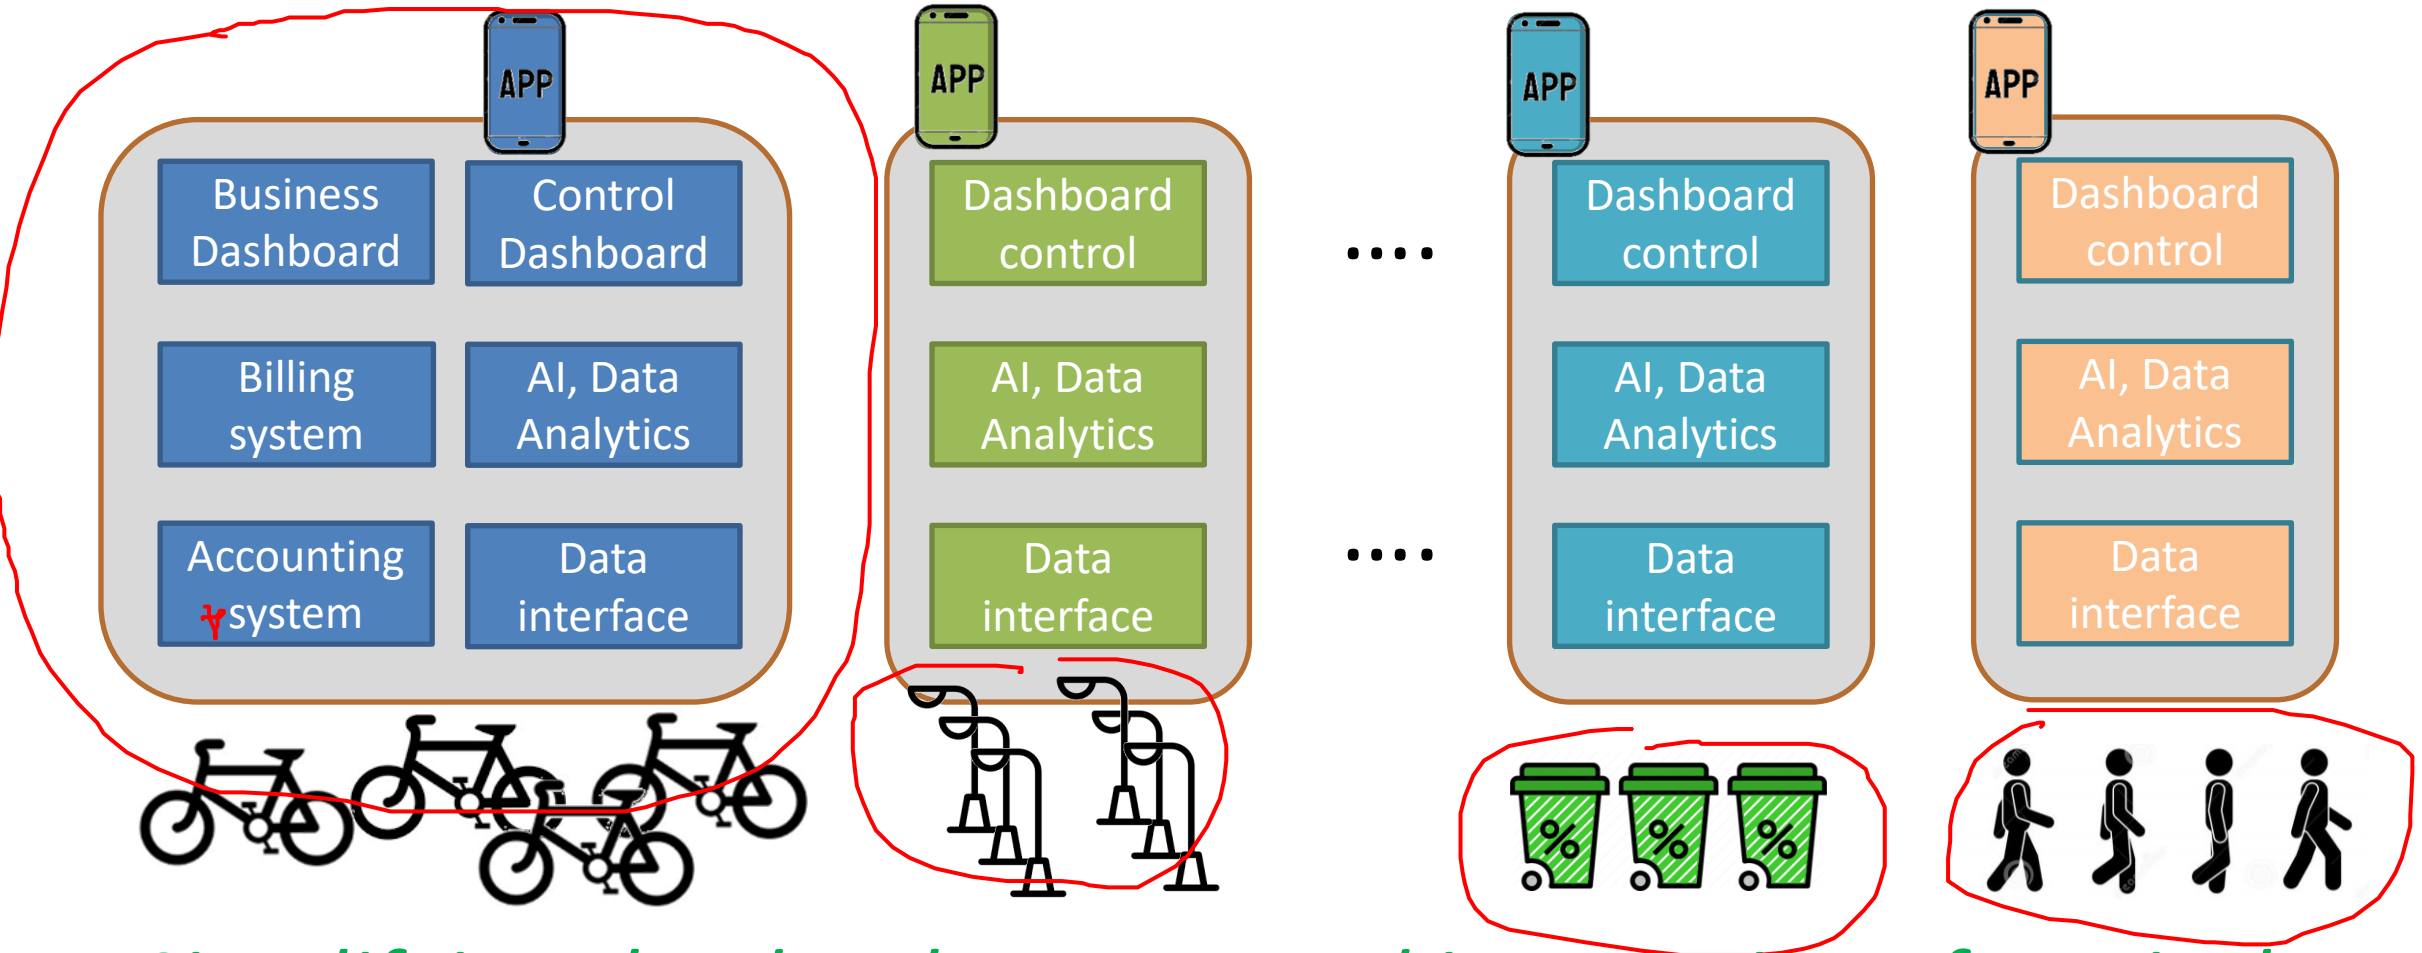 APP
APP
APP
APP
Business
Dashboard
Control
Dashboard
Dashboard
control
....
Dashboard
control
Dashboard
control
Billing
system
AI, Data
Analytics
AI, Data
Analytics
AI, Data
Analytics
AI, Data
Analytics
Accounting
system
Data
interface
Data
interface
....
Data
interface
Data
interface
%
%
%